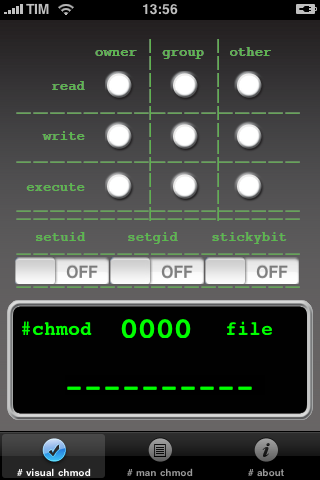 TIM 13:56
owner group other
read
write
execute
setuid setgid stickybit
OFF OFF OFF
#chmod 0000 file
----------
# visual chmod # man chmod # about